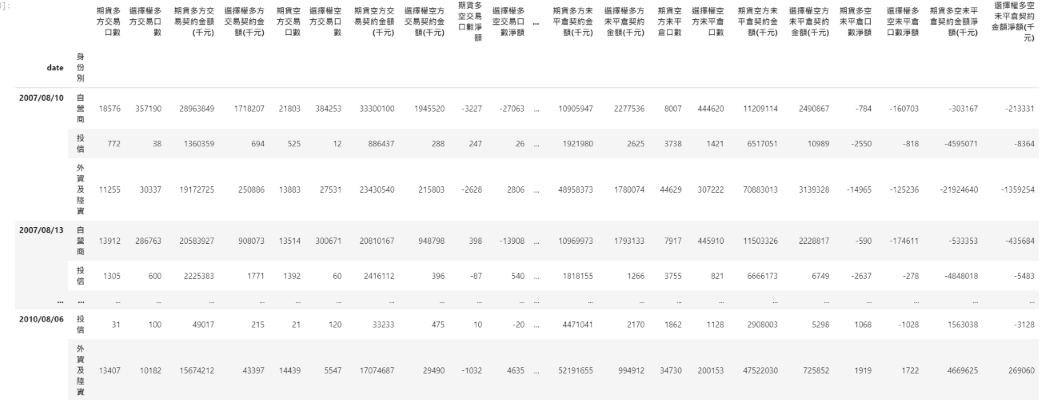 ]:
期貨多方交易口數 選擇權多方交易口數 期貨多方交易契約金額(千元) 選擇權多方交易契約金額(千元) 期貨空方交易口數 選擇權空方交易口數 期貨空方交易契約金額(千元) 選擇權空方交易契約金額(千元) 期貨多空交易口數淨額 選擇權多空交易口數淨額 ... 期貨多方未平倉契約金額(千元) 選擇權多方未平倉契約金額(千元) 期貨空方未平倉口數 選擇權空方未平倉口數 期貨空方未平倉契約金額(千元) 選擇權空方未平倉契約金額(千元) 期貨多空未平倉口數淨額 選擇權多空未平倉口數淨額 期貨多空未平倉契約金額淨額(千元) 選擇權多空未平倉契約金額淨額(千元)
date 身份別
2007/08/10 自營商 18576 357190 28963849 1718207 21803 384253 33300100 1945520 -3227 -27063 ... 10905947 2277536 8007 444620 11209114 2490867 -784 -160703 -303167 -213331
投信 772 38 1360359 694 525 12 886437 288 247 26 ... 1921980 2625 3738 1421 6517051 10989 -2550 -818 -4595071 -8364
外資及陸資 11255 30337 19172725 250886 13883 27531 23430540 215803 -2628 2806 ... 48958373 1780074 44629 307222 70883013 3139328 -14965 -125236 -21924640 -1359254
2007/08/13 自營商 13912 286763 20583927 908073 13514 300671 20810167 948798 398 -13908 ... 10969973 1793133 7917 445910 11503326 2228817 -590 -174611 -533353 -435684
投信 1305 600 2225383 1771 1392 60 2416112 396 -87 540 ... 1818155 1266 3755 821 6666173 6749 -2637 -278 -4848018 -5483
... ... ... ... ... ... ... ... ... ... ... ... ... ... ... ... ... ... ... ... ... ... ...
2010/08/06 投信 31 100 49017 215 21 120 33233 475 10 -20 ... 4471041 2170 1862 1128 2908003 5298 1068 -1028 1563038 -3128
外資及陸資 13407 10182 15674212 43397 14439 5547 17074687 29490 -1032 4635 ... 52191655 994912 34730 200153 47522030 725852 1919 1722 4669625 269060